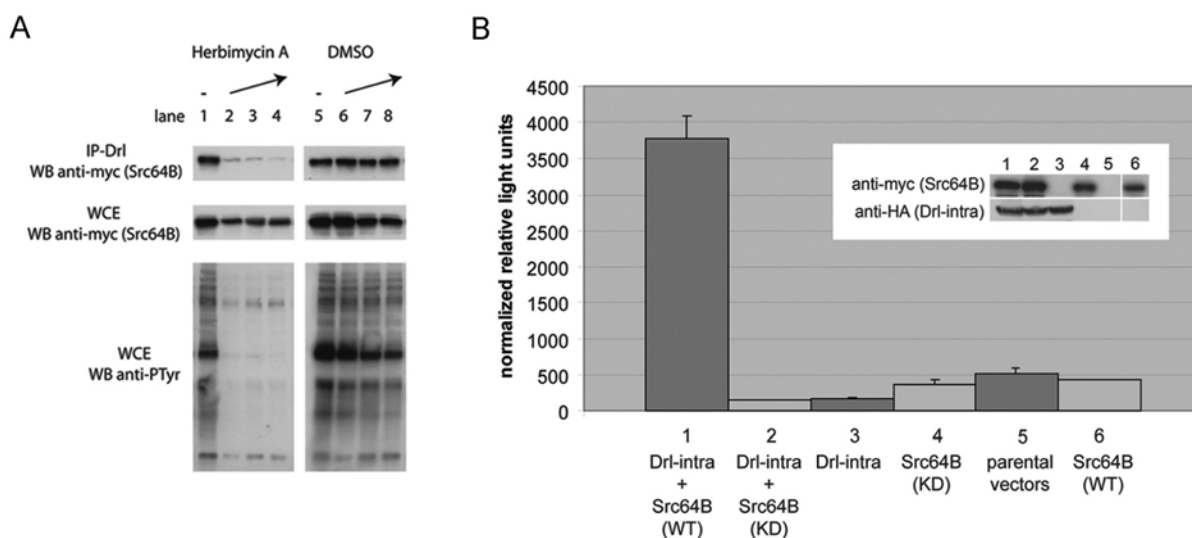 A
Herbimycin A DMSO
- -
lane 1 2 3 4 5 6 7 8
IP-Drl
WB anti-myc (Src64B)
WCE
WB anti-myc (Src64B)
WCE
WB anti-PTyr
B
normalized relative light units
4500
4000
3500
3000
2500
2000
1500
1000
500
0
1 2 3 4 5 6
anti-myc (Src64B)
anti-HA (Drl-intra)
1
Drl-intra
+
Src64B
(WT)
2
Drl-intra
+
Src64B
(KD)
3
Drl-intra
4
Src64B
(KD)
5
parental
vectors
6
Src64B
(WT)